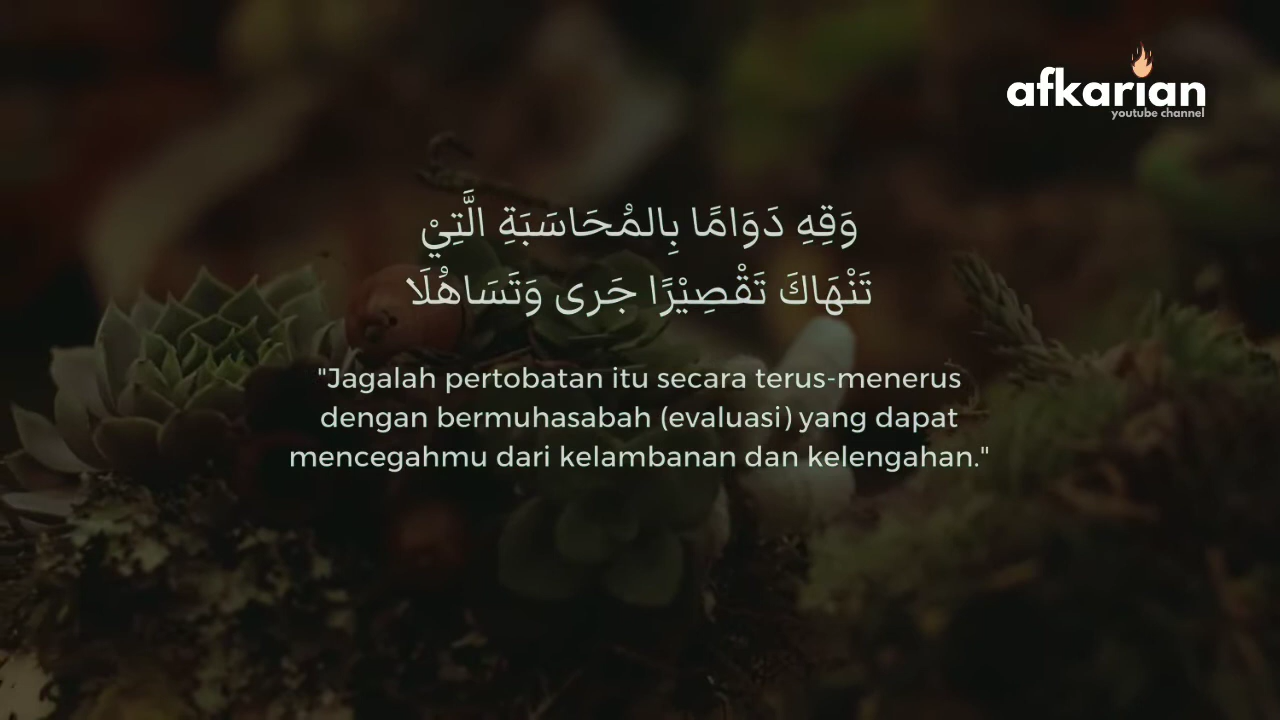 afkarian
youtube channel
وَقِهِ دَوَامًا بِالمُحَاسَبَةِ الَّتِيْ
تَنْهَاكَ تَقْصِيْرًا جَرى وَتَسَاهُلَا
"Jagalah pertobatan itu secara terus-menerus
dengan bermuhasabah (evaluasi) yang dapat
mencegahmu dari kelambanan dan kelengahan."